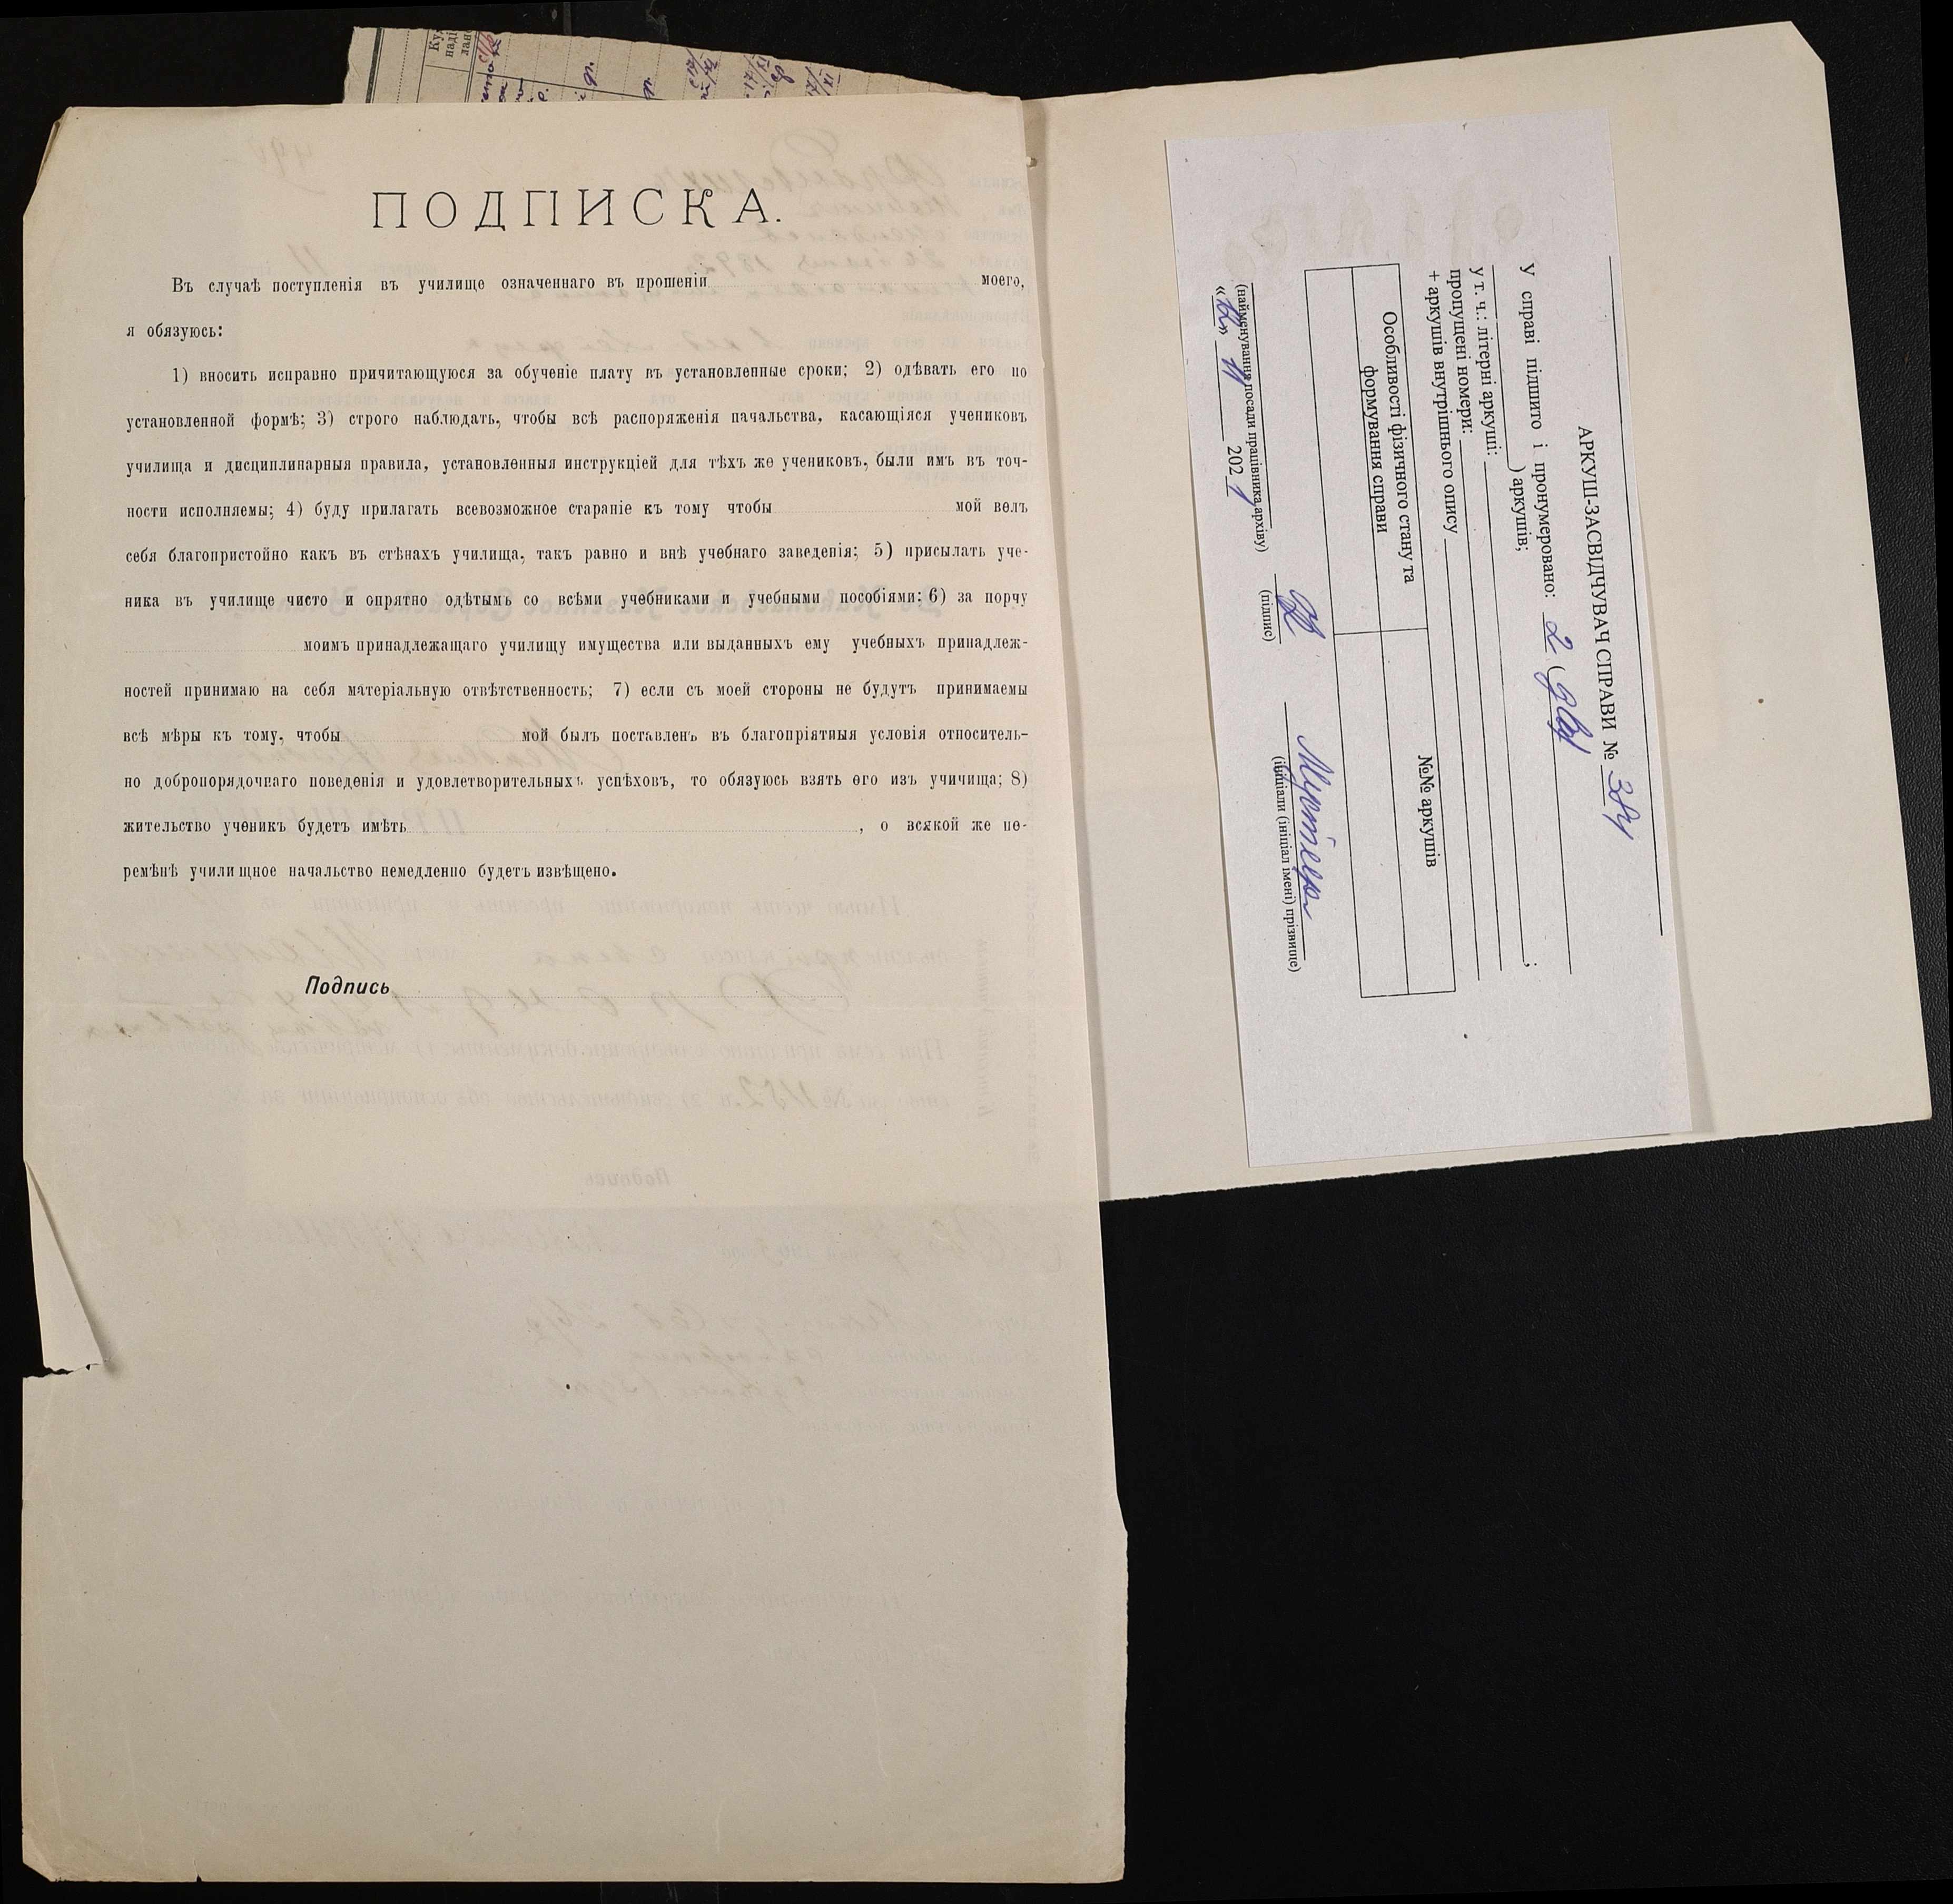 ПОДПИСКА.
Въ случаѣ поступленія въ училище означеннаго въ прошеніи моего,
я обязуюсь:
1) вносить исправно причитающуюся за обученіе плату въ установленные сроки; 2) одѣвать его по
установленной формѣ; 3) строго наблюдать, чтобы всѣ распоряженія начальства, касающіяся учениковъ
училища и дисциплинарныя правила, установленныя инструкціей для тѣхъ же учениковъ, были имъ въ точ-
ности исполняемы; 4) буду прилагать всевозможное стараніе къ тому чтобы мой велъ
себя благопристойно какъ въ стѣнахъ училища, такъ равно и внѣ учебнаго заведенія; 5) присылать уче-
ника въ училище чисто и опрятно одѣтымъ со всѣми учебниками и учебными пособіями: 6) за порчу
моимъ принадлежащаго училищу имущества или выданныхъ ему учебныхъ принадлеж-
ностей принимаю на себя матеріальную отвѣтственность; 7) если съ моей стороны не будутъ принимаемы
всѣ мѣры къ тому, чтобы мой былъ поставленъ въ благопріятныя условія относитель-
но добропорядочнаго поведенія и удовлетворительныхъ успѣховъ, то обязуюсь взять его изъ учичища; 8)
жительство ученикъ будетъ имѣть , о всякой же пе-
ремѣнѣ училищное начальство немедленно будетъ извѣщено.
Подпись
АРКУШ-ЗАСВІДЧУВАЧ СПРАВИ № 384
У справі підшито і пронумеровано: 2 (два
) аркушів;
у т. ч.: літерні аркуші: ;
пропущені номери:
+ аркушів внутрішнього опису
Особливості фізичного стану та
формування справи
№№ аркушів
(найменування посади працівника архіву) (підпис) (ініціали (ініціал імені) прізвище)
«12» 11 2021